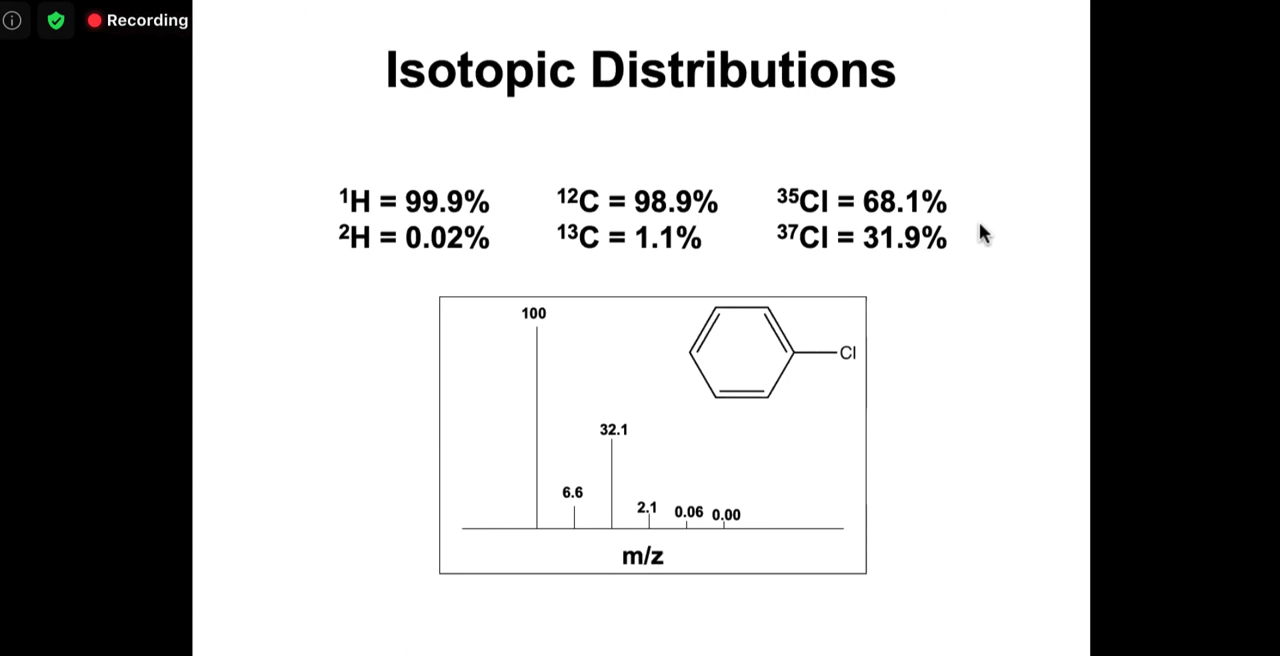 Recording
Isotopic Distributions
¹H = 99.9% ¹²C = 98.9% ³⁵Cl = 68.1%
²H = 0.02% ¹³C = 1.1% ³⁷Cl = 31.9%
100
Cl
32.1
6.6
2.1 0.06 0.00
m/z